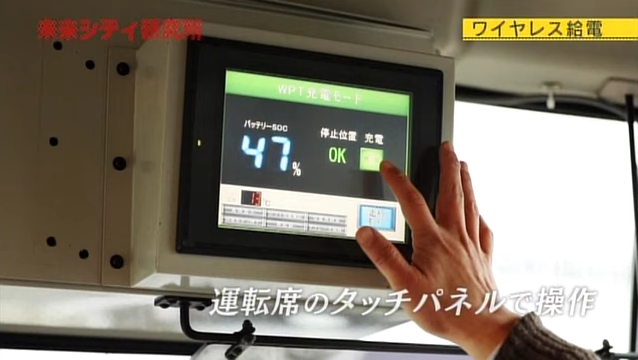 未来シティ研究所
ワイヤレス給電
WPT充電モード
バッテリーSOC
停止位置 充電
47%
OK
13 ℃
運転席のタッチパネルで操作